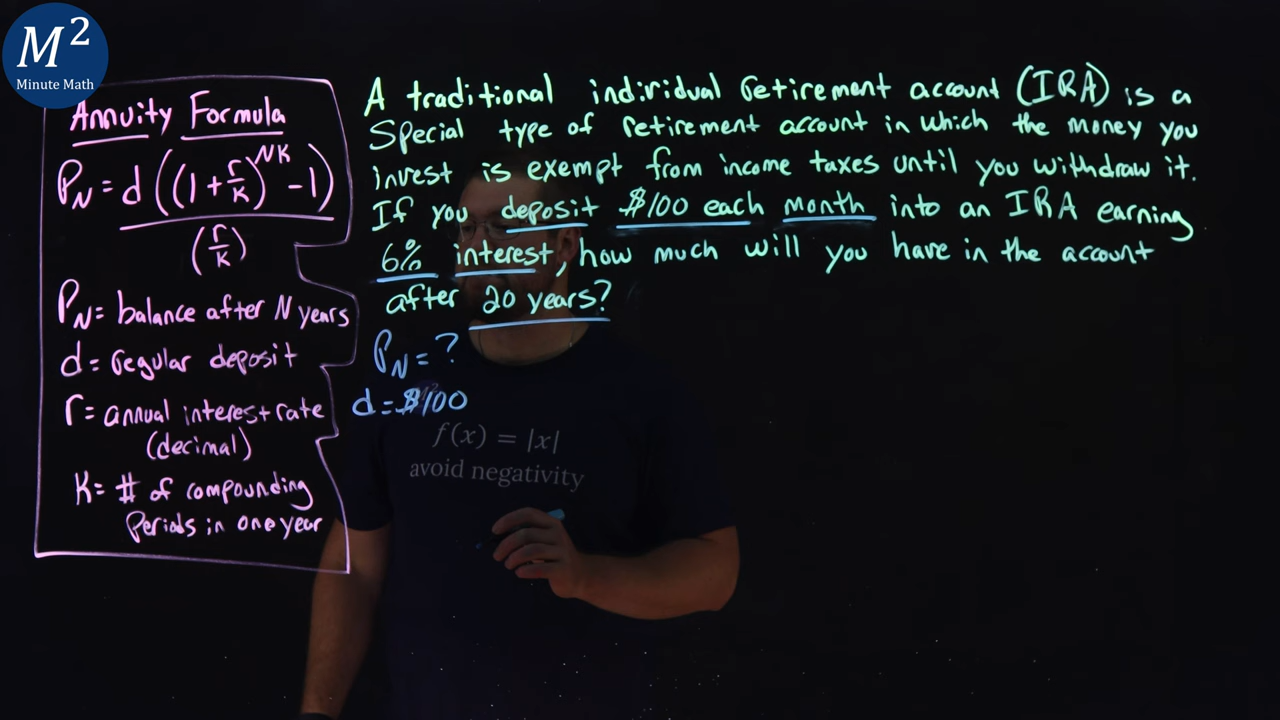 M²
Minute Math
Annuity Formula
P_N = d((1 + r/k)^(NK) - 1)
(r/k)
P_N = balance after N years
d = regular deposit
r = annual interest rate
(decimal)
K = # of compounding
periods in one year
A traditional individual retirement account (IRA) is a
special type of retirement account in which the money you
invest is exempt from income taxes until you withdraw it.
If you deposit $100 each month into an IRA earning
6% interest, how much will you have in the account
after 20 years?
P_N = ?
d = $100
f(x) = |x|
avoid negativity